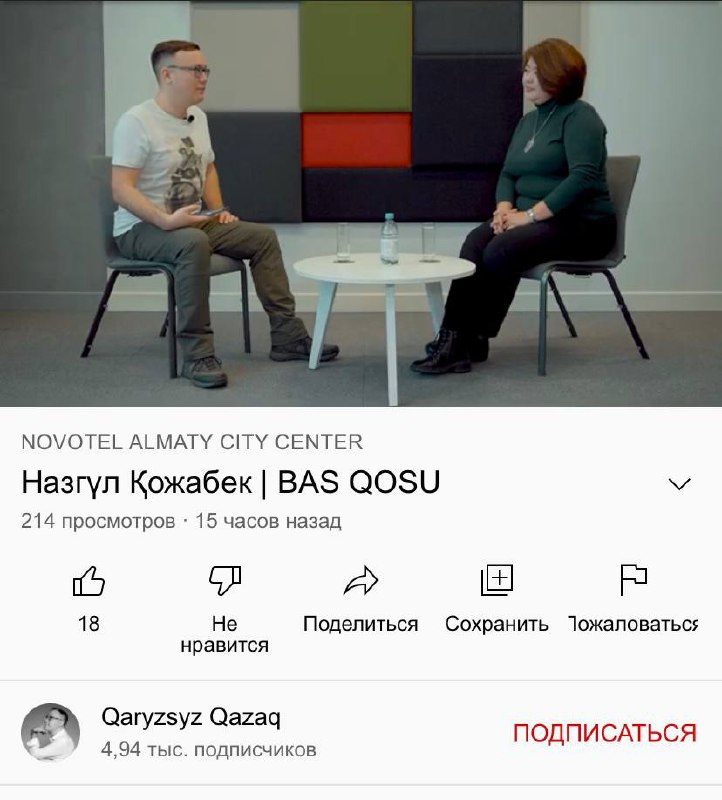 NOVOTEL ALMATY CITY CENTER
Назгүл Қожабек | BAS QOSU
214 просмотров · 15 часов назад
18
Не нравится
Поделиться
Сохранить
Пожаловаться
Qaryzsyz Qazaq
4,94 тыс. подписчиков
ПОДПИСАТЬСЯ